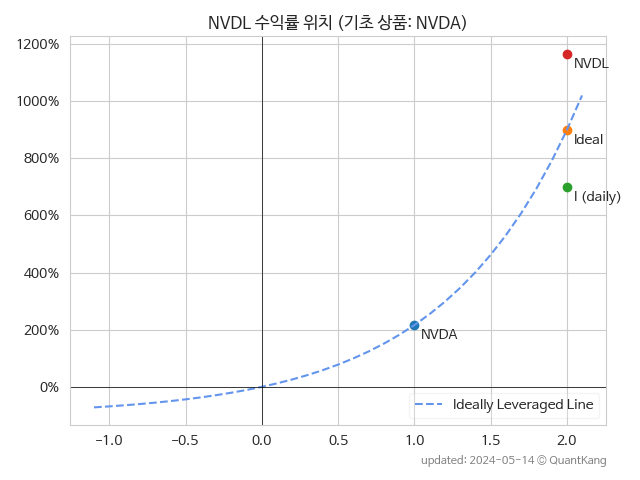 NVDL 수익률 위치 (기초 상품: NVDA)
1200%
1000%
800%
600%
400%
200%
0%
NVDL
Ideal
I (daily)
NVDA
Ideally Leveraged Line
−1.0
−0.5
0.0
0.5
1.0
1.5
2.0
updated: 2024-05-14 © QuantKang